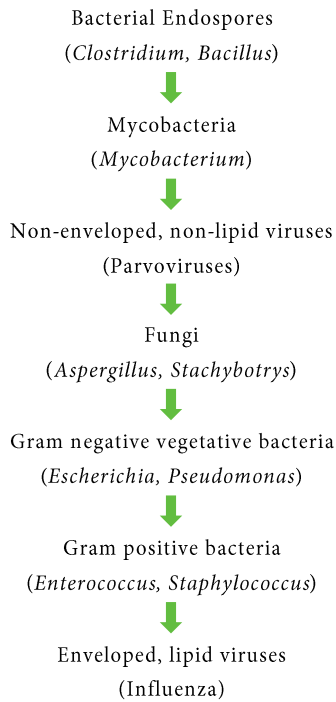 Bacterial Endospores
(Clostridium, Bacillus)
Mycobacteria
(Mycobacterium)
Non-enveloped, non-lipid viruses
(Parvoviruses)
Fungi
(Aspergillus, Stachybotrys)
Gram negative vegetative bacteria
(Escherichia, Pseudomonas)
Gram positive bacteria
(Enterococcus, Staphylococcus)
Enveloped, lipid viruses
(Influenza)